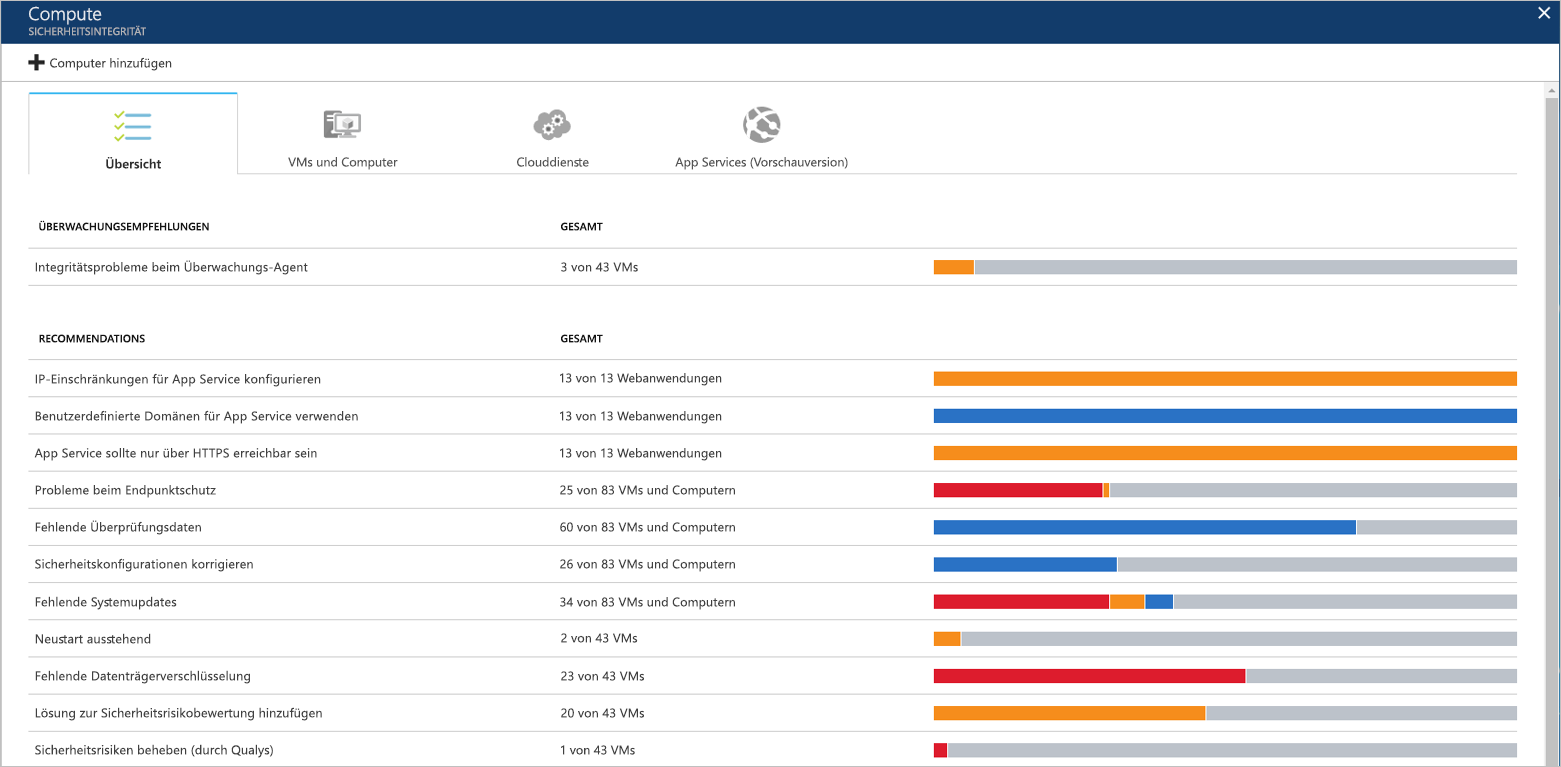 Compute
SICHERHEITSINTEGRITÄT
Computer hinzufügen
Übersicht
VMs und Computer
Clouddienste
App Services (Vorschauversion)
ÜBERWACHUNGSEMPFEHLUNGEN GESAMT
Integritätsprobleme beim Überwachungs-Agent 3 von 43 VMs
RECOMMENDATIONS GESAMT
IP-Einschränkungen für App Service konfigurieren 13 von 13 Webanwendungen
Benutzerdefinierte Domänen für App Service verwenden 13 von 13 Webanwendungen
App Service sollte nur über HTTPS erreichbar sein 13 von 13 Webanwendungen
Probleme beim Endpunktschutz 25 von 83 VMs und Computern
Fehlende Überprüfungsdaten 60 von 83 VMs und Computern
Sicherheitskonfigurationen korrigieren 26 von 83 VMs und Computern
Fehlende Systemupdates 34 von 83 VMs und Computern
Neustart ausstehend 2 von 43 VMs
Fehlende Datenträgerverschlüsselung 23 von 43 VMs
Lösung zur Sicherheitsrisikobewertung hinzufügen 20 von 43 VMs
Sicherheitsrisiken beheben (durch Qualys) 1 von 43 VMs